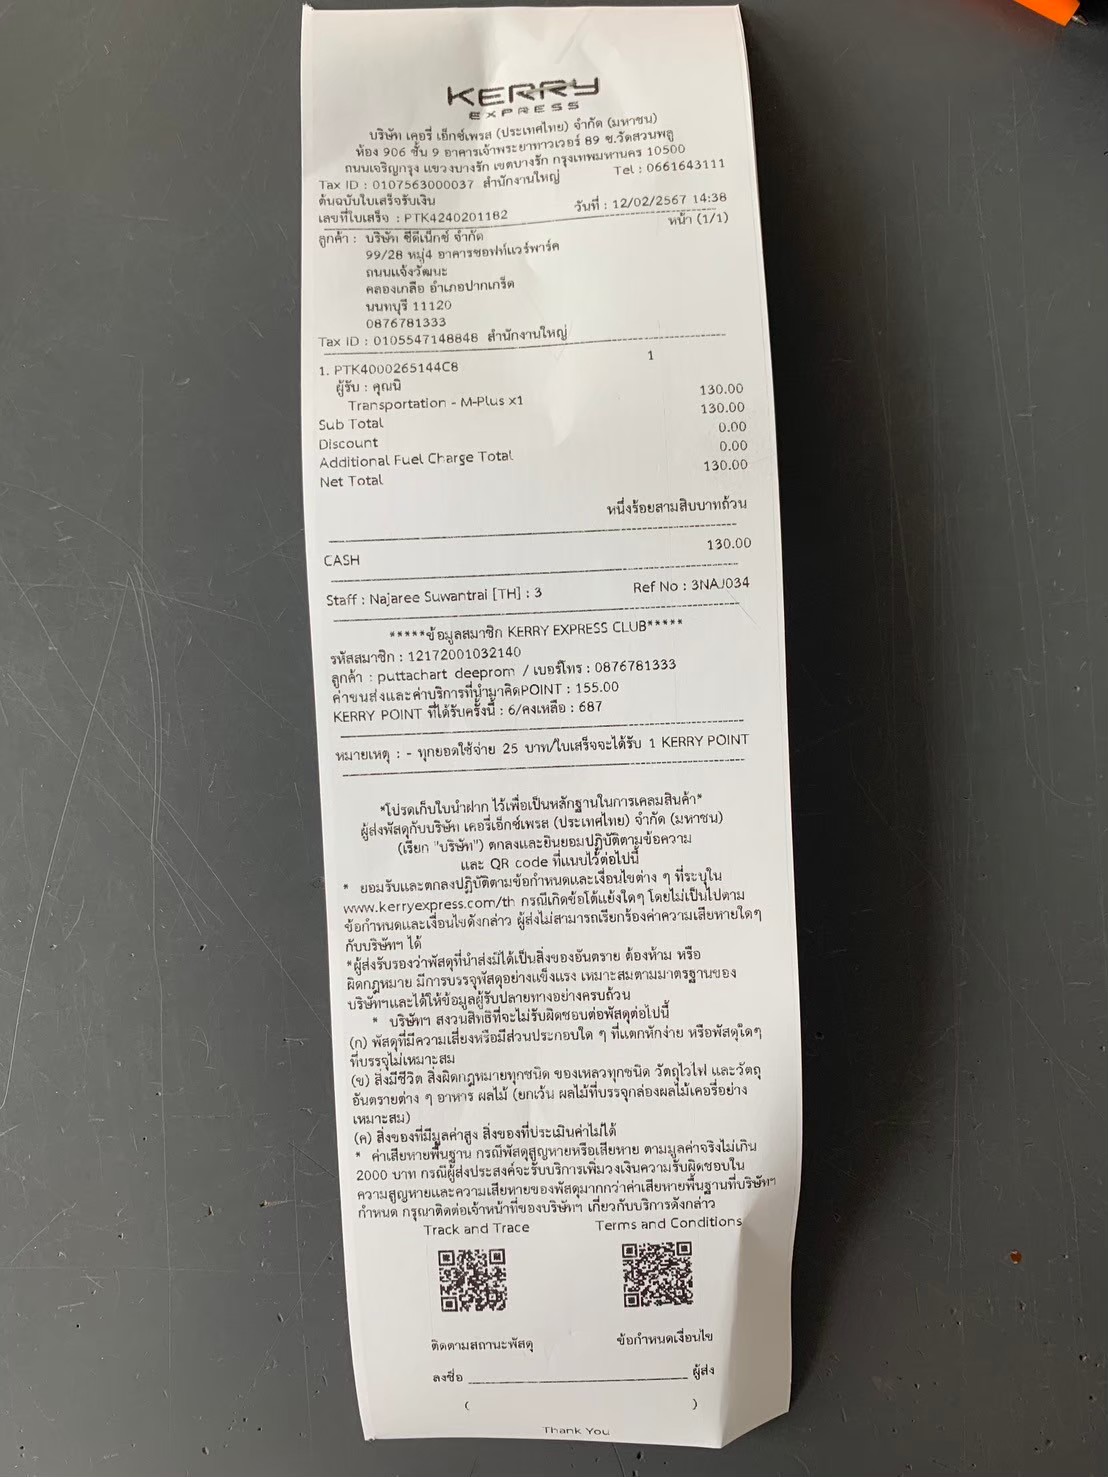 KERRY
EXPRESS
บริษัท เคอรี่ เอ็กซ์เพรส (ประเทศไทย) จำกัด (มหาชน)
ห้อง 906 ชั้น 9 อาคารเจ้าพระยาทาวเวอร์ 89 ซ.วัดสวนพลู
ถนนเจริญกรุง แขวงบางรัก เขตบางรัก กรุงเทพมหานคร 10500
Tax ID : 0107563000037 สำนักงานใหญ่ Tel : 0661643111
ต้นฉบับใบเสร็จรับเงิน
เลขที่ใบเสร็จ : PTK4240201182 วันที่ : 12/02/2567 14:38
หน้า (1/1)
ลูกค้า : บริษัท ซีดีเน็กซ์ จำกัด
99/28 หมู่4 อาคารซอฟท์แวร์พาร์ค
ถนนแจ้งวัฒนะ
คลองเกลือ อำเภอปากเกร็ด
นนทบุรี 11120
0876781333
Tax ID : 0105547148848 สำนักงานใหญ่
1. PTK4000265144C8 1
ผู้รับ : คุณนิ
Transportation - M-Plus x1 130.00
Sub Total 130.00
Discount 0.00
Additional Fuel Charge Total 0.00
Net Total 130.00
หนึ่งร้อยสามสิบบาทถ้วน
CASH 130.00
Staff : Najaree Suwantrai [TH] : 3 Ref No : 3NAJ034
*****ข้อมูลสมาชิก KERRY EXPRESS CLUB*****
รหัสสมาชิก : 12172001032140
ลูกค้า : puttachart deeprom / เบอร์โทร : 0876781333
ค่าขนส่งและค่าบริการที่นำมาคิดPOINT : 155.00
KERRY POINT ที่ได้รับครั้งนี้ : 6/คงเหลือ : 687
หมายเหตุ : - ทุกยอดใช้จ่าย 25 บาท/ใบเสร็จจะได้รับ 1 KERRY POINT
*โปรดเก็บใบนำฝาก ไว้เพื่อเป็นหลักฐานในการเคลมสินค้า*
ผู้ส่งพัสดุกับบริษัท เคอรี่เอ็กซ์เพรส (ประเทศไทย) จำกัด (มหาชน)
(เรียก "บริษัท") ตกลงและยินยอมปฏิบัติตามข้อความ
และ QR code ที่แนบไว้ต่อไปนี้
* ยอมรับและตกลงปฏิบัติตามข้อกำหนดและเงื่อนไขต่าง ๆ ที่ระบุใน
www.kerryexpress.com/th กรณีเกิดข้อโต้แย้งใดๆ โดยไม่เป็นไปตาม
ข้อกำหนดและเงื่อนไขดังกล่าว ผู้ส่งไม่สามารถเรียกร้องค่าความเสียหายใดๆ
กับบริษัทฯ ได้
*ผู้ส่งรับรองว่าพัสดุที่นำส่งมิได้เป็นสิ่งของอันตราย ต้องห้าม หรือ
ผิดกฎหมาย มีการบรรจุพัสดุอย่างแข็งแรง เหมาะสมตามมาตรฐานของ
บริษัทฯและได้ให้ข้อมูลผู้รับปลายทางอย่างครบถ้วน
* บริษัทฯ สงวนสิทธิที่จะไม่รับผิดชอบต่อพัสดุต่อไปนี้
(ก) พัสดุที่มีความเสี่ยงหรือมีส่วนประกอบใด ๆ ที่แตกหักง่าย หรือพัสดุใดๆ
ที่บรรจุไม่เหมาะสม
(ข) สิ่งมีชีวิต สิ่งผิดกฎหมายทุกชนิด ของเหลวทุกชนิด วัตถุไวไฟ และวัตถุ
อันตรายต่าง ๆ อาหาร ผลไม้ (ยกเว้น ผลไม้ที่บรรจุกล่องผลไม้เคอรี่อย่าง
เหมาะสม)
(ค) สิ่งของที่มีมูลค่าสูง สิ่งของที่ประเมินค่าไม่ได้
* ค่าเสียหายพื้นฐาน กรณีพัสดุสูญหายหรือเสียหาย ตามมูลค่าจริงไม่เกิน
2000 บาท กรณีผู้ส่งประสงค์จะรับบริการเพิ่มวงเงินความรับผิดชอบใน
ความสูญหายและความเสียหายของพัสดุมากกว่าค่าเสียหายพื้นฐานที่บริษัทฯ
กำหนด กรุณาติดต่อเจ้าหน้าที่ของบริษัทฯ เกี่ยวกับบริการดังกล่าว
Track and Trace Terms and Conditions
ติดตามสถานะพัสดุ ข้อกำหนดเงื่อนไข
ลงชื่อ ______________________ ผู้ส่ง
( )
Thank You